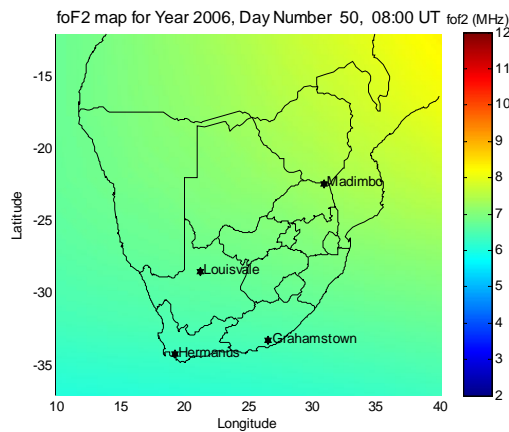 foF2 map for Year 2006, Day Number 50, 08:00 UT
fof2 (MHz)
12
11
10
9
8
7
6
5
4
3
2
-15
-20
-25
-30
-35
Latitude
Madimbo
Louisvale
Grahamstown
Hermanus
10 15 20 25 30 35 40
Longitude